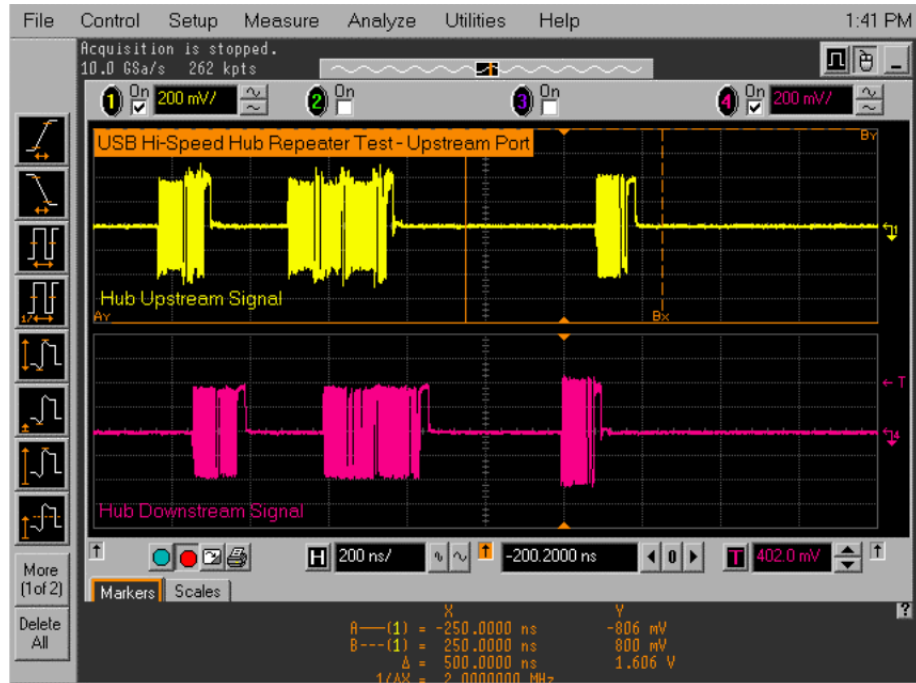 File Control Setup Measure Analyze Utilities Help 1:41 PM
Acquisition is stopped.
10.0 GSa/s 262 kpts
1 On 200 mV/ 2 On 3 On 4 On 200 mV/
USB Hi-Speed Hub Repeater Test - Upstream Port
By
1
Hub Upstream Signal
Ay Bx
T
4
Hub Downstream Signal
H 200 ns/ -200.2000 ns 0 T 402.0 mV
More
(1 of 2)
Delete
All
Markers Scales
?
X Y
A——(1) = -250.0000 ns -806 mV
B---(1) = 250.0000 ns 800 mV
Δ = 500.0000 ns 1.606 V
1/ΔX = 2.0000000 MHz